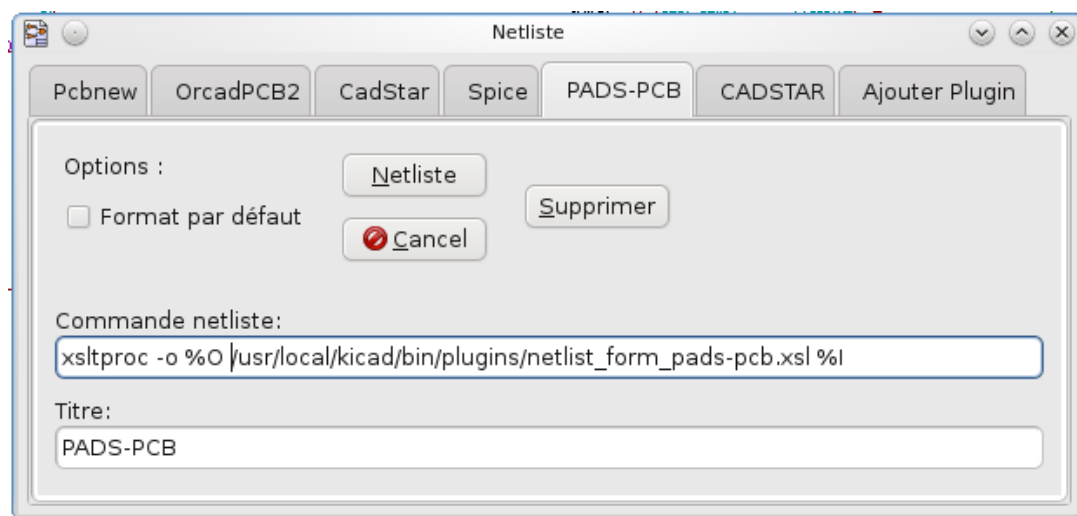 Netliste
Pcbnew OrcadPCB2 CadStar Spice PADS-PCB CADSTAR Ajouter Plugin
Options :
Netliste
Supprimer
Format par défaut
Cancel
Commande netliste:
xsltproc -o %O /usr/local/kicad/bin/plugins/netlist_form_pads-pcb.xsl %I
Titre:
PADS-PCB